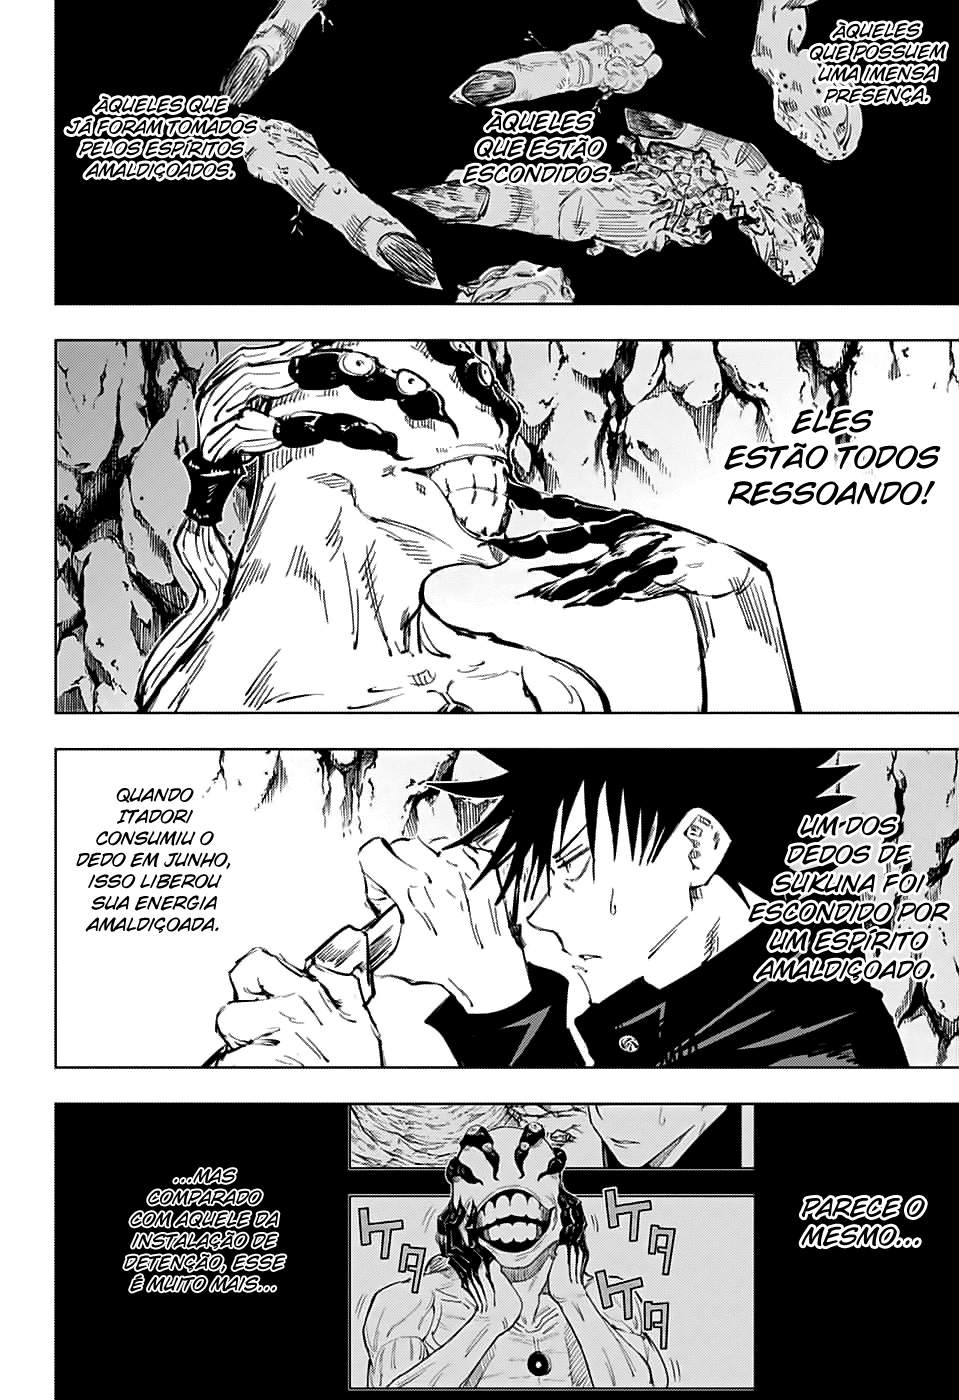 ÀQUELES
QUE POSSUEM
UMA IMENSA
PRESENÇA.
ÀQUELES
QUE ESTÃO
ESCONDIDOS.
ÀQUELES QUE
JÁ FORAM TOMADOS
PELOS ESPÍRITOS
AMALDIÇOADOS.
ELES
ESTÃO TODOS
RESSOANDO!
UM DOS
DEDOS DE
SUKUNA FOI
ESCONDIDO POR
UM ESPÍRITO
AMALDIÇOADO.
QUANDO
ITADORI
CONSUMIU O
DEDO EM JUNHO,
ISSO LIBEROU
SUA ENERGIA
AMALDIÇOADA.
PARECE O
MESMO...
ケタ
ケタ
ケタ
ケタ
...MAS
COMPARADO
COM AQUELE DA
INSTALAÇÃO DE
DETENÇÃO, ESSE
É MUITO MAIS...